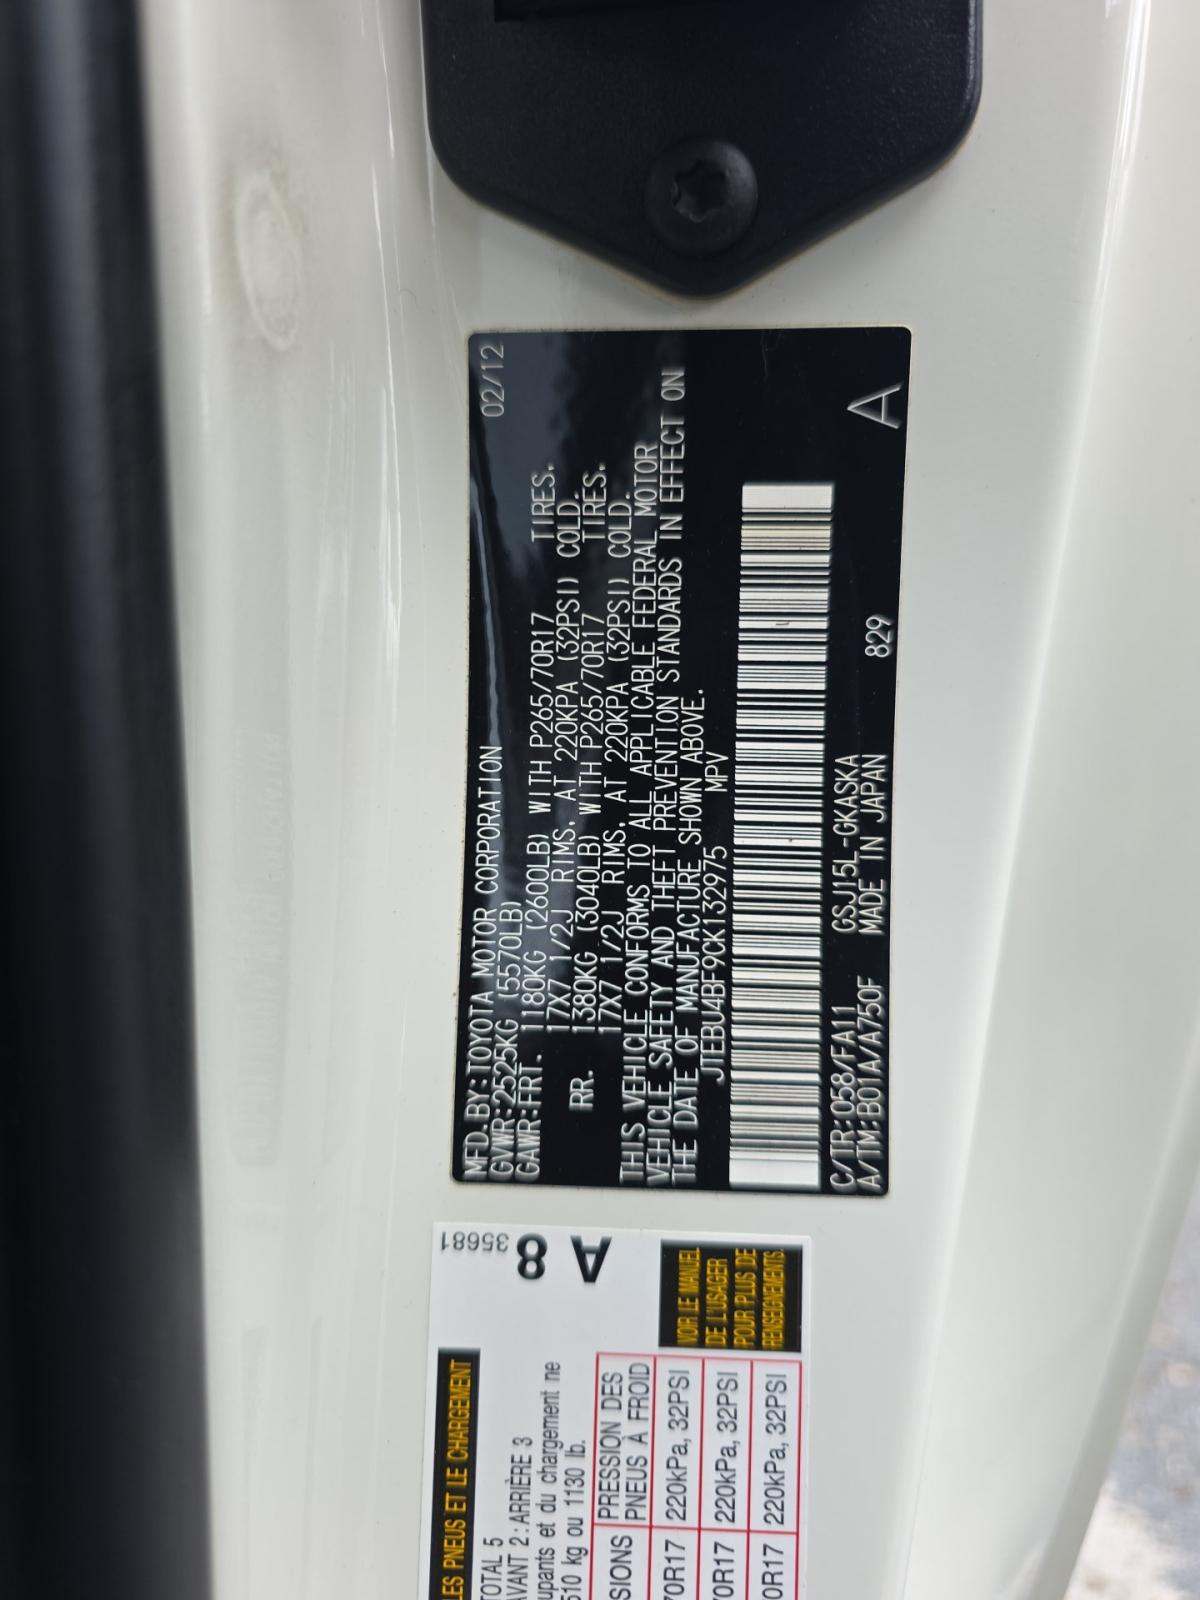 MFD.BY:TOYOTA MOTOR CORPORATION 02/12
GVWR:2525KG (5570LB)
GAWR:FRT. 1180KG (2600LB) WITH P265/70R17 TIRES.
17X7 1/2J RIMS, AT 220KPA (32PSI) COLD.
RR. 1380KG (3040LB) WITH P265/70R17 TIRES.
17X7 1/2J RIMS, AT 220KPA (32PSI) COLD.
THIS VEHICLE CONFORMS TO ALL APPLICABLE FEDERAL MOTOR
VEHICLE SAFETY AND THEFT PREVENTION STANDARDS IN EFFECT ON
THE DATE OF MANUFACTURE SHOWN ABOVE.
JTEBU4BF9CK132975 MPV
C/TR:058/FA11 GSJ15L-GKASKA
A/TM:B01A/A750F MADE IN JAPAN 829 A
35681
A 8
LES PNEUS ET LE CHARGEMENT
TOTAL 5
AVANT 2 : ARRIÈRE 3
upants et du chargement ne
510 kg ou 1130 lb.
SIONS PRESSION DES
PNEUS À FROID
70R17 220kPa, 32PSI
70R17 220kPa, 32PSI
0R17 220kPa, 32PSI
VOIR LE MANUEL
DE L'USAGER
POUR PLUS DE
RENSEIGNEMENTS